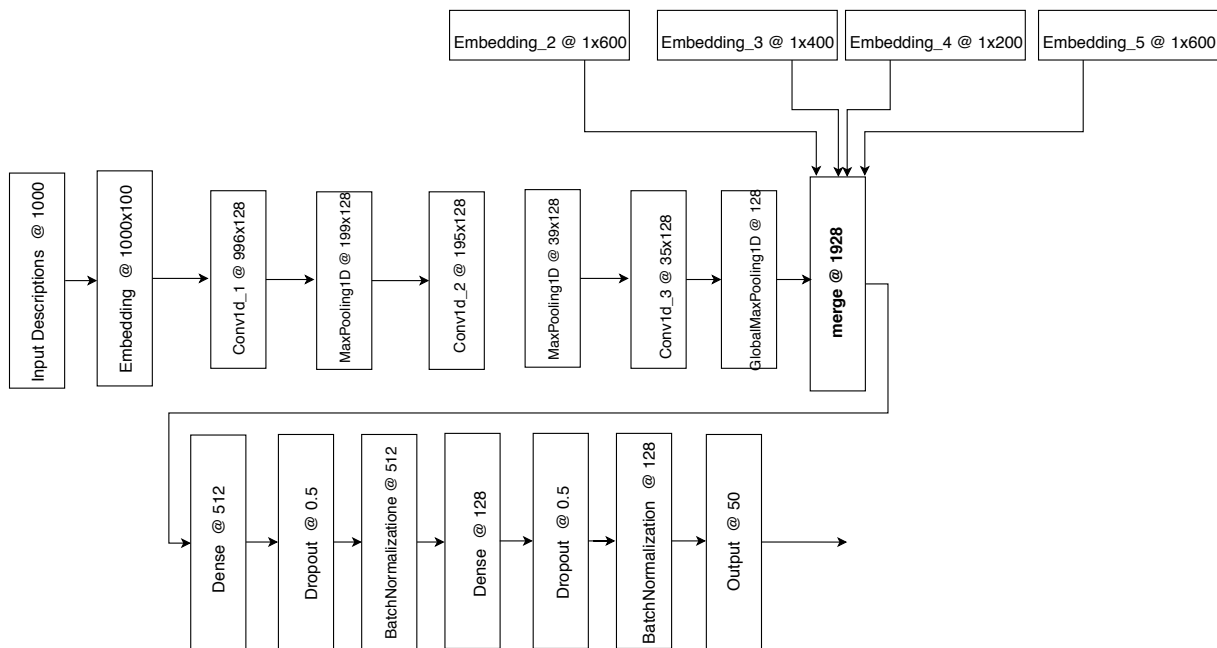 Embedding_2 @ 1x600
Embedding_3 @ 1x400
Embedding_4 @ 1x200
Embedding_5 @ 1x600
Input Descriptions @ 1000
Embedding @ 1000x100
Conv1d_1 @ 996x128
MaxPooling1D @ 199x128
Conv1d_2 @ 195x128
MaxPooling1D @ 39x128
Conv1d_3 @ 35x128
GlobalMaxPooling1D @ 128
merge @ 1928
Dense @ 512
Dropout @ 0.5
BatchNormalizatione @ 512
Dense @ 128
Dropout @ 0.5
BatchNormalization @ 128
Output @ 50